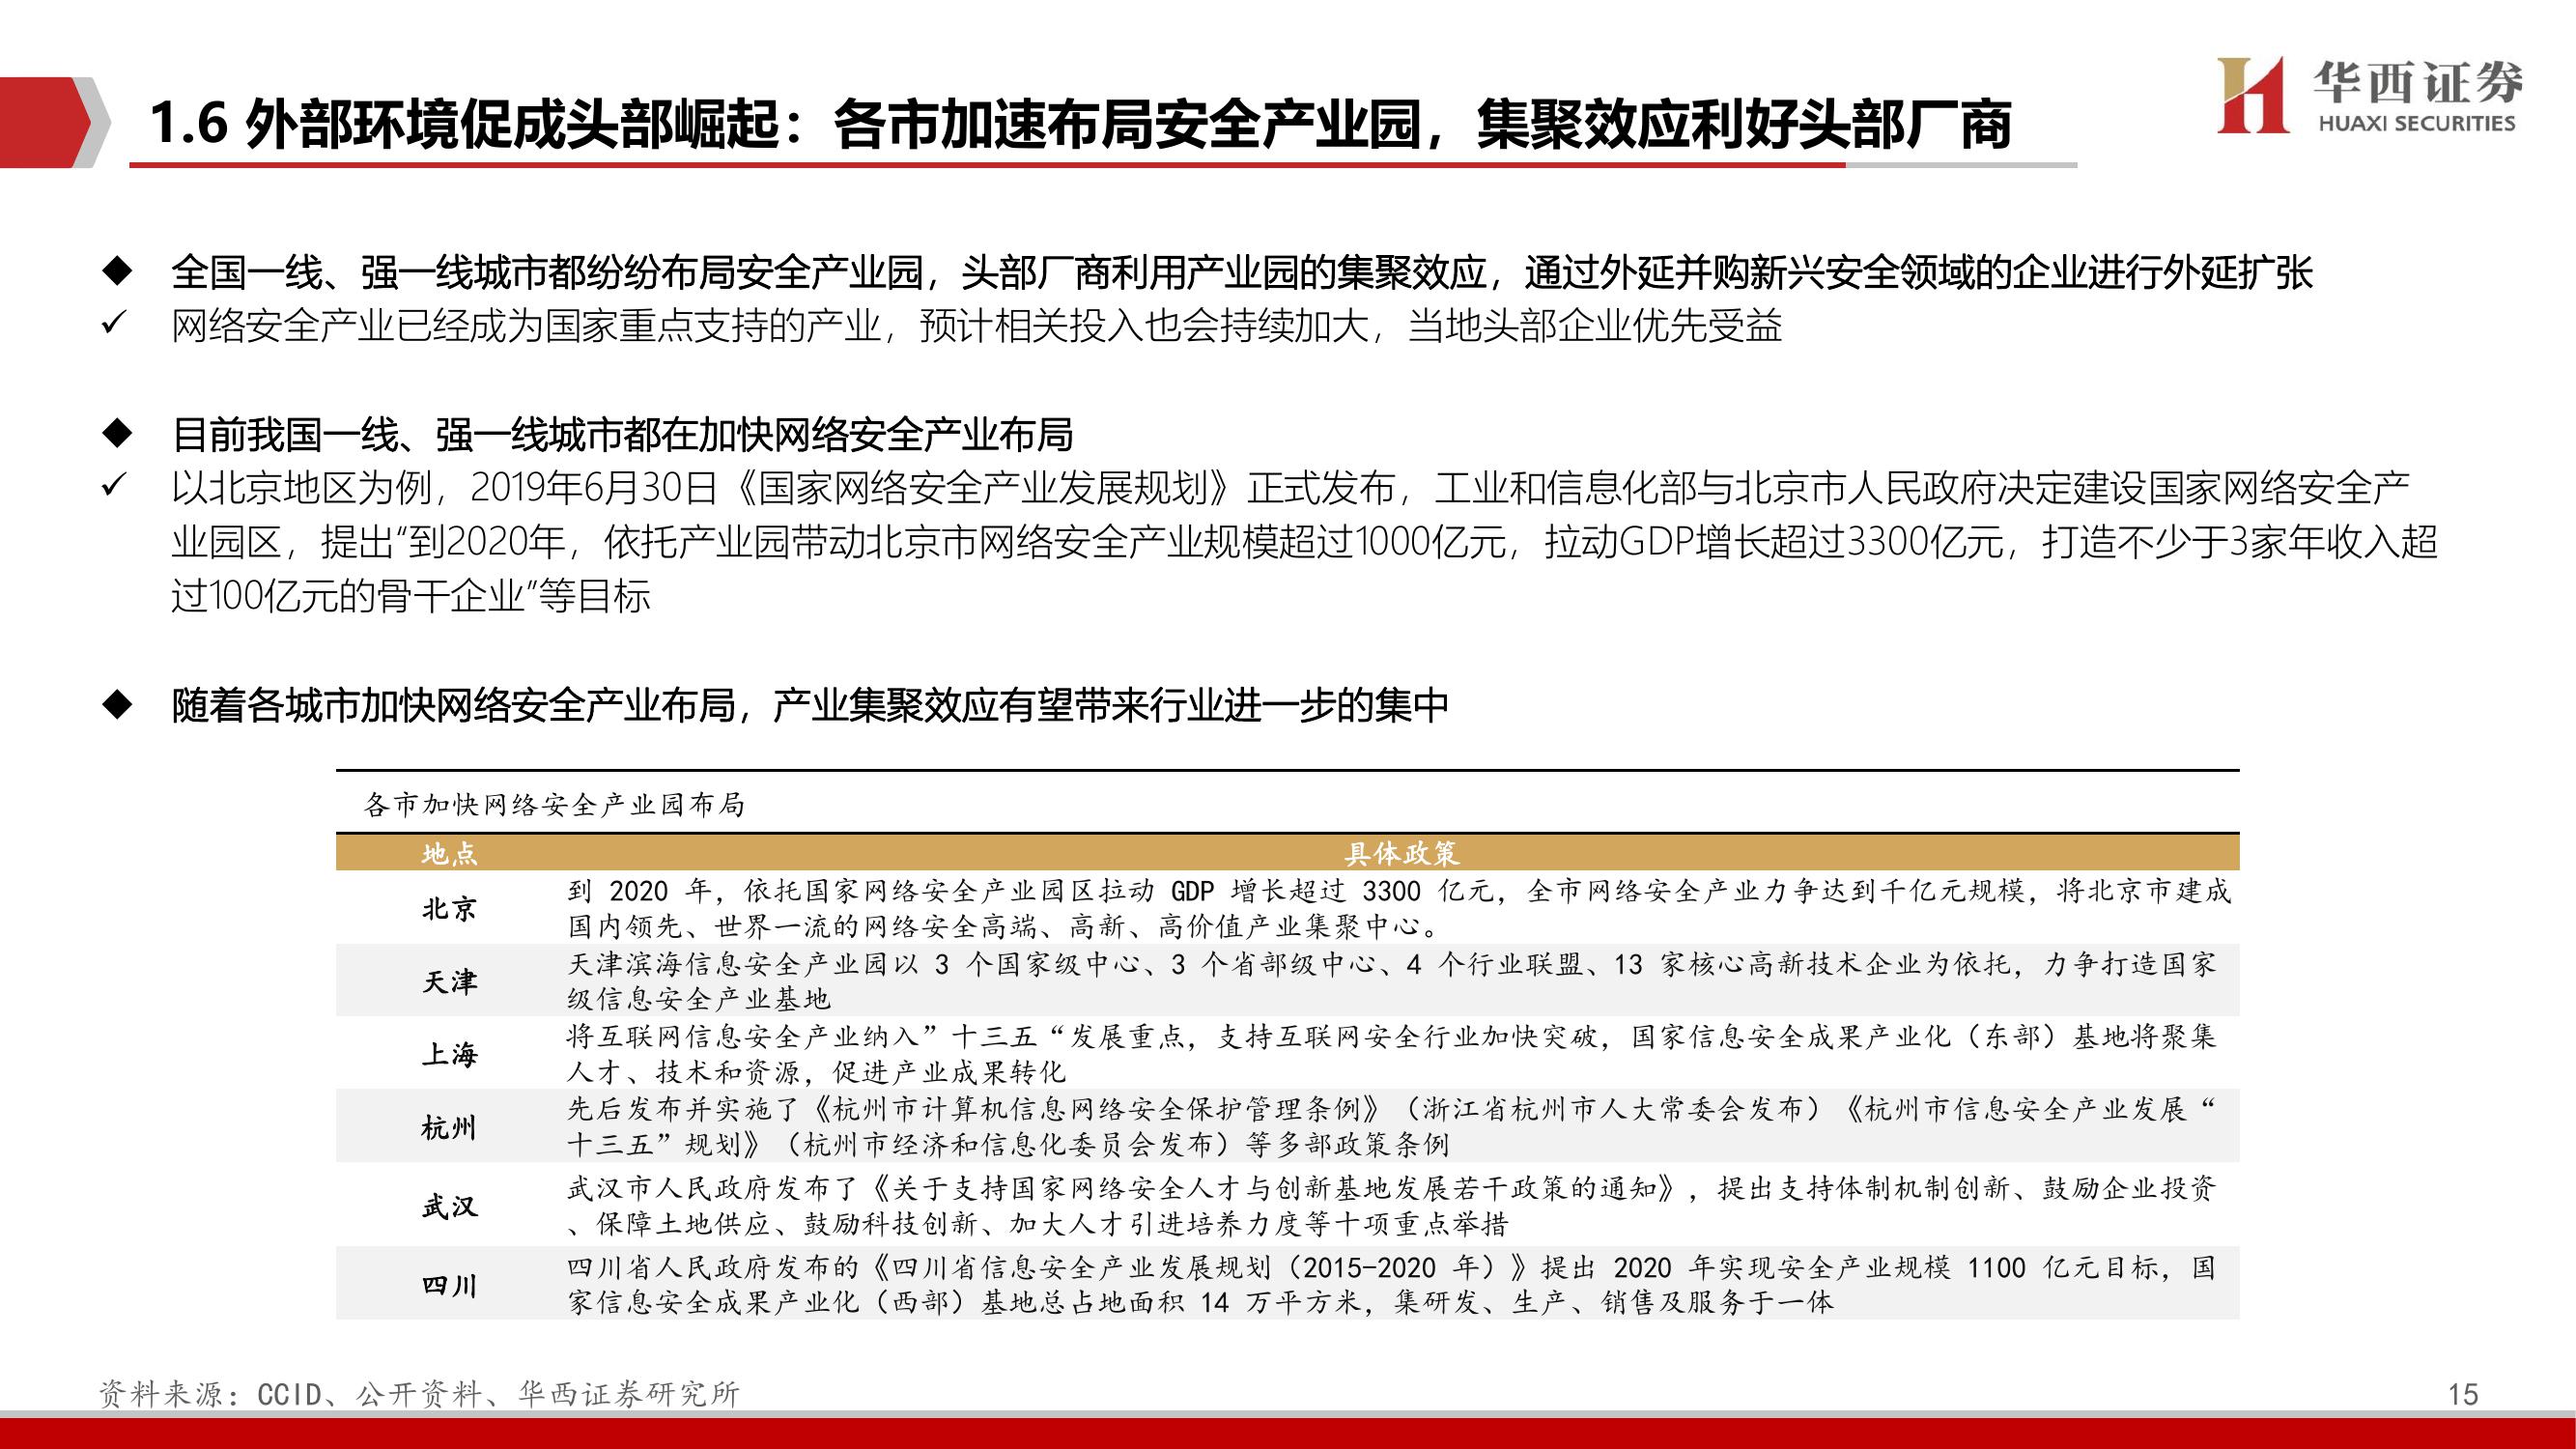 1.6 外部环境促成头部崛起：各市加速布局安全产业园，集聚效应利好头部厂商
华西证券
HUAXI SECURITIES
◆ 全国一线、强一线城市都纷纷布局安全产业园，头部厂商利用产业园的集聚效应，通过外延并购新兴安全领域的企业进行外延扩张
✓ 网络安全产业已经成为国家重点支持的产业，预计相关投入也会持续加大，当地头部企业优先受益
◆ 目前我国一线、强一线城市都在加快网络安全产业布局
✓ 以北京地区为例，2019年6月30日《国家网络安全产业发展规划》正式发布，工业和信息化部与北京市人民政府决定建设国家网络安全产
业园区，提出“到2020年，依托产业园带动北京市网络安全产业规模超过1000亿元，拉动GDP增长超过3300亿元，打造不少于3家年收入超
过100亿元的骨干企业”等目标
◆ 随着各城市加快网络安全产业布局，产业集聚效应有望带来行业进一步的集中
各市加快网络安全产业园布局
地点 具体政策
北京
到 2020 年，依托国家网络安全产业园区拉动 GDP 增长超过 3300 亿元，全市网络安全产业力争达到千亿元规模，将北京市建成
国内领先、世界一流的网络安全高端、高新、高价值产业集聚中心。
天津
天津滨海信息安全产业园以 3 个国家级中心、3 个省部级中心、4 个行业联盟、13 家核心高新技术企业为依托，力争打造国家
级信息安全产业基地
上海
将互联网信息安全产业纳入”十三五“发展重点，支持互联网安全行业加快突破，国家信息安全成果产业化（东部）基地将聚集
人才、技术和资源，促进产业成果转化
杭州
先后发布并实施了《杭州市计算机信息网络安全保护管理条例》（浙江省杭州市人大常委会发布）《杭州市信息安全产业发展“
十三五”规划》（杭州市经济和信息化委员会发布）等多部政策条例
武汉
武汉市人民政府发布了《关于支持国家网络安全人才与创新基地发展若干政策的通知》，提出支持体制机制创新、鼓励企业投资
、保障土地供应、鼓励科技创新、加大人才引进培养力度等十项重点举措
四川
四川省人民政府发布的《四川省信息安全产业发展规划（2015-2020 年）》提出 2020 年实现安全产业规模 1100 亿元目标，国
家信息安全成果产业化（西部）基地总占地面积 14 万平方米，集研发、生产、销售及服务于一体
资料来源：CCID、公开资料、华西证券研究所
15